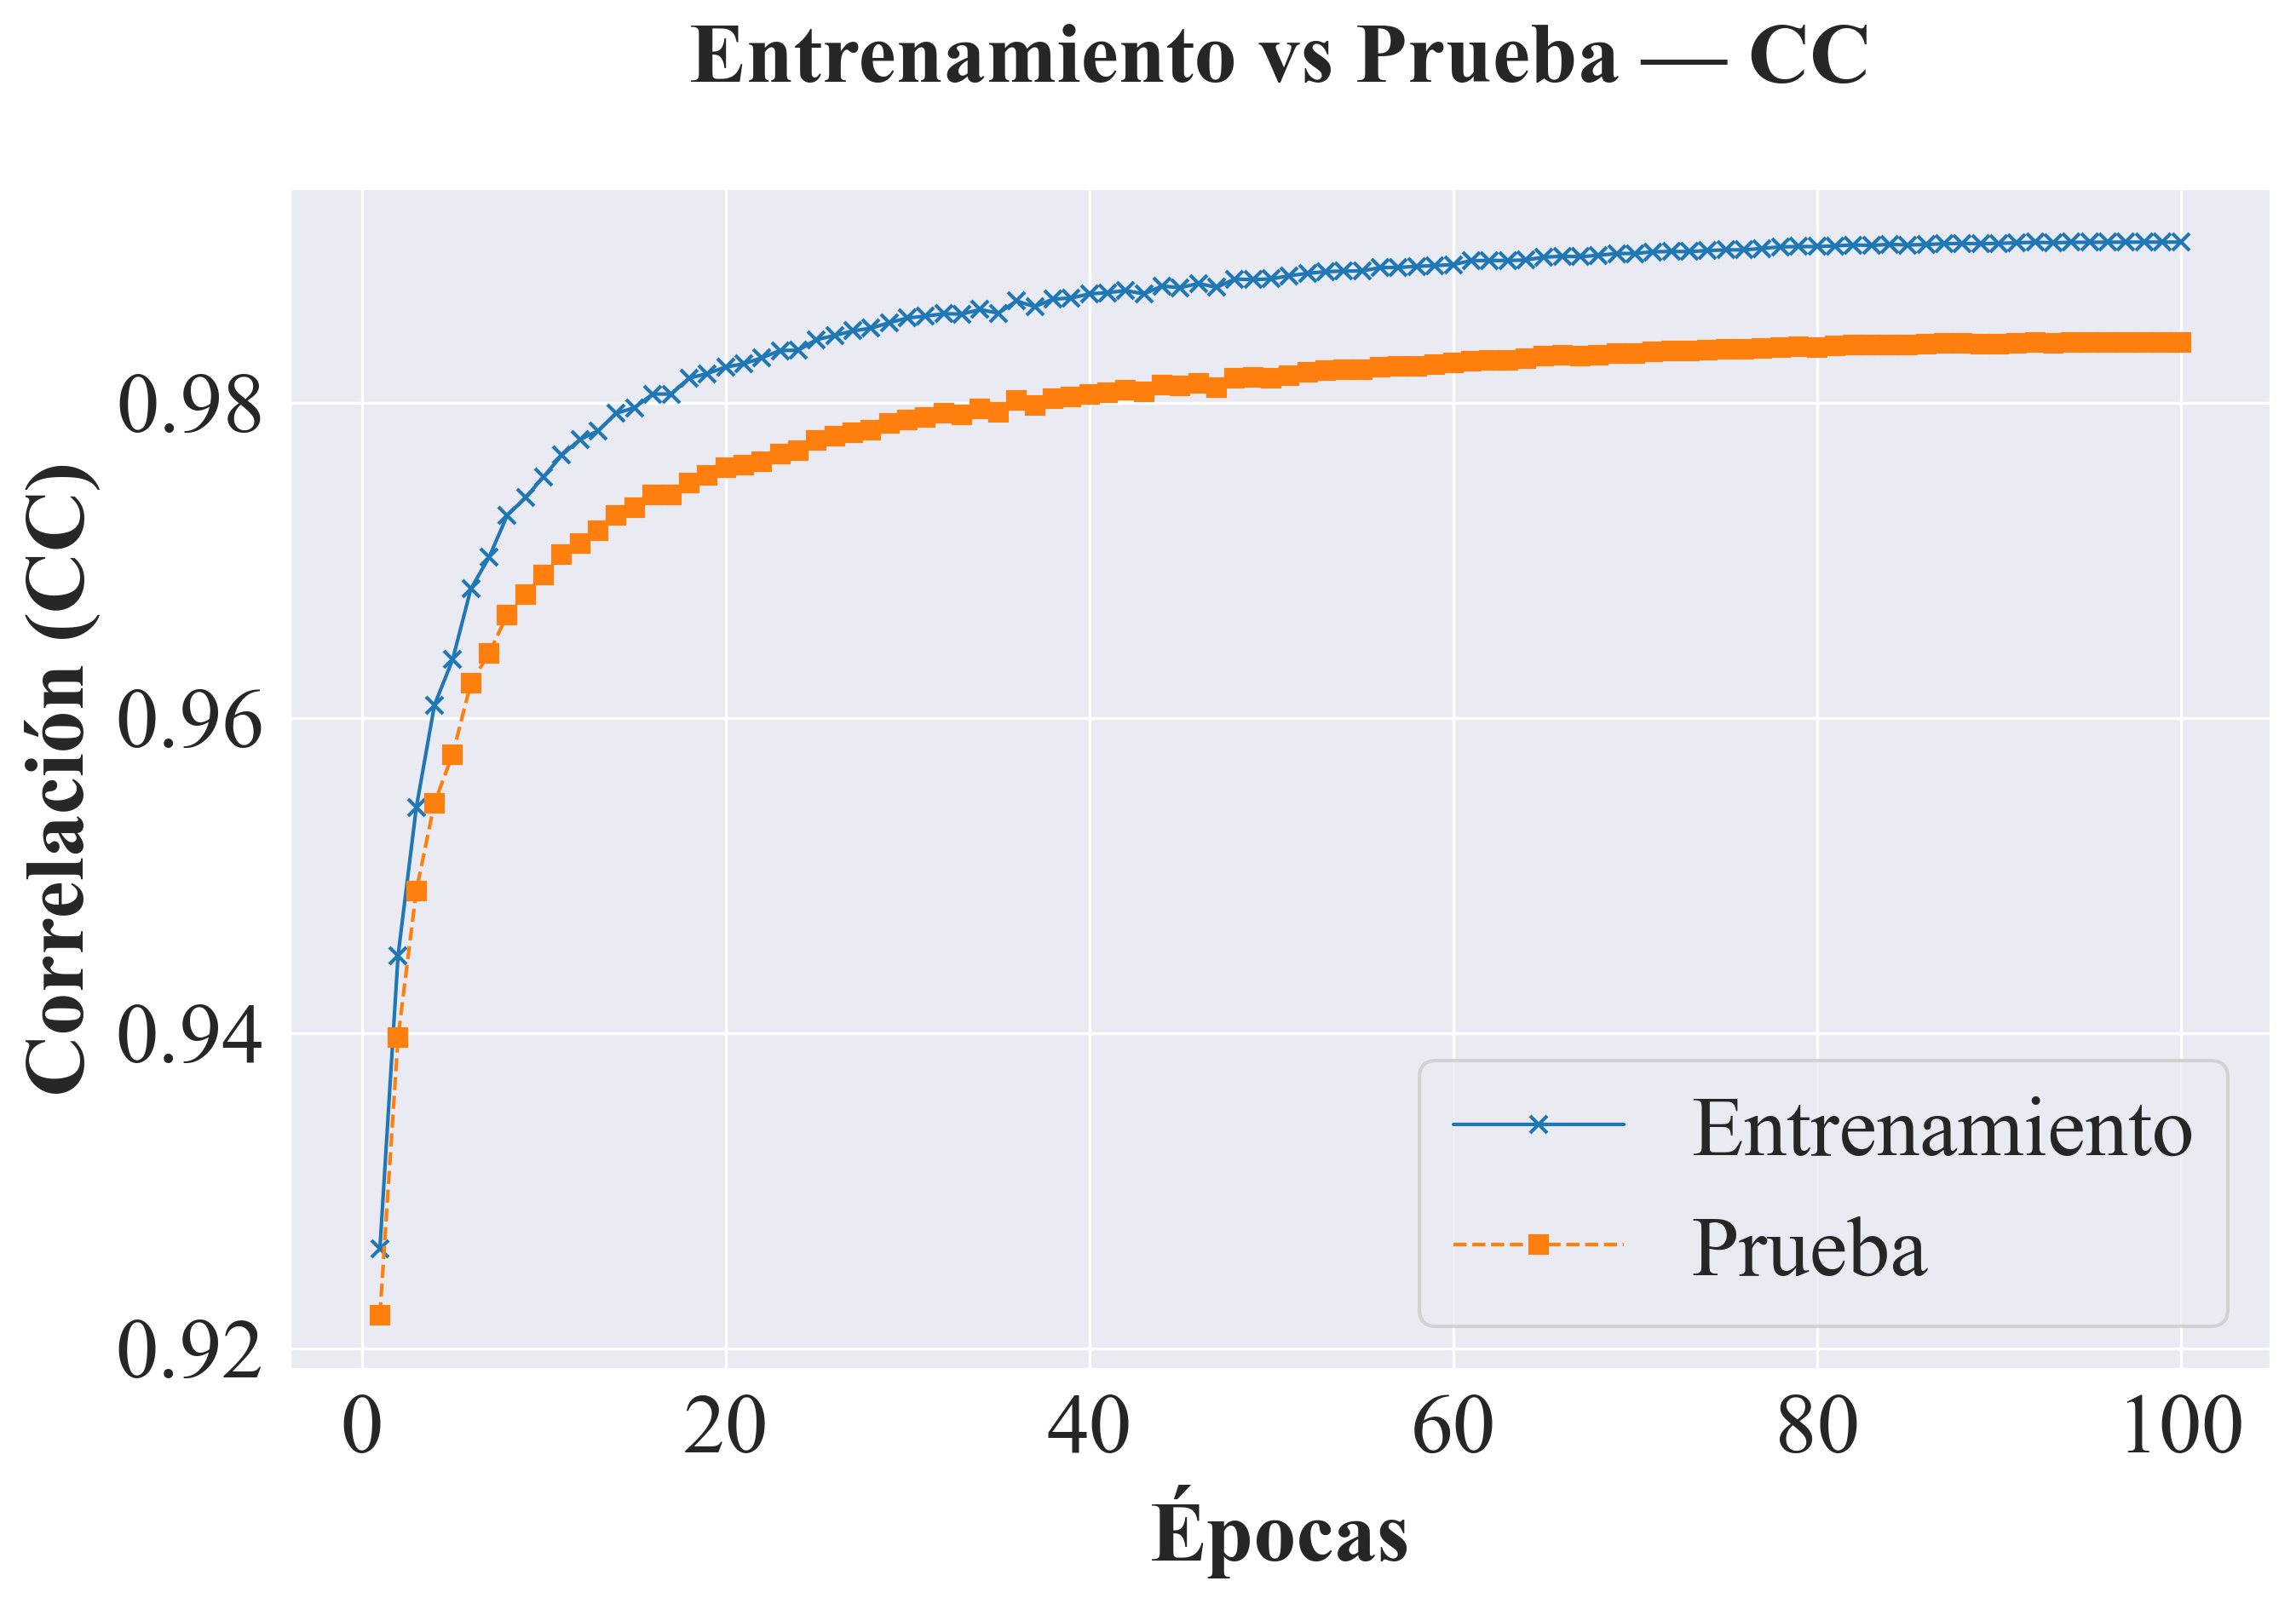 Entrenamiento vs Prueba — CC
Correlación (CC)
0.98
0.96
0.94
0.92
0 20 40 60 80 100
Épocas
Entrenamiento
Prueba